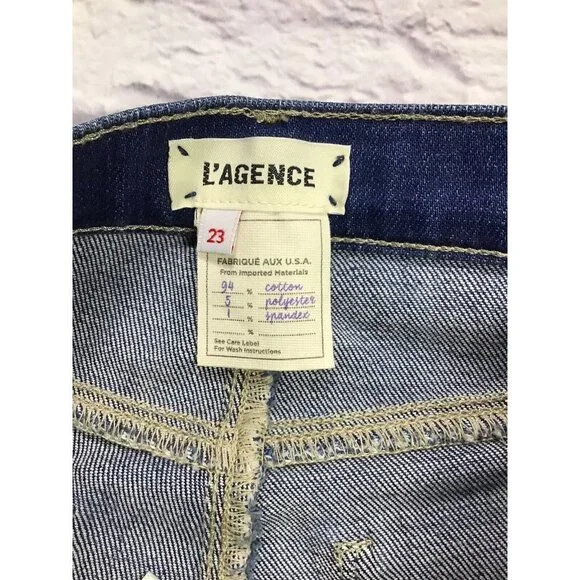 L'AGENCE
23
FABRIQUÉ AUX U.S.A.
From Imported Materials
94 % cotton
5 % polyester
1 % spandex
%
See Care Label
For Wash Instructions